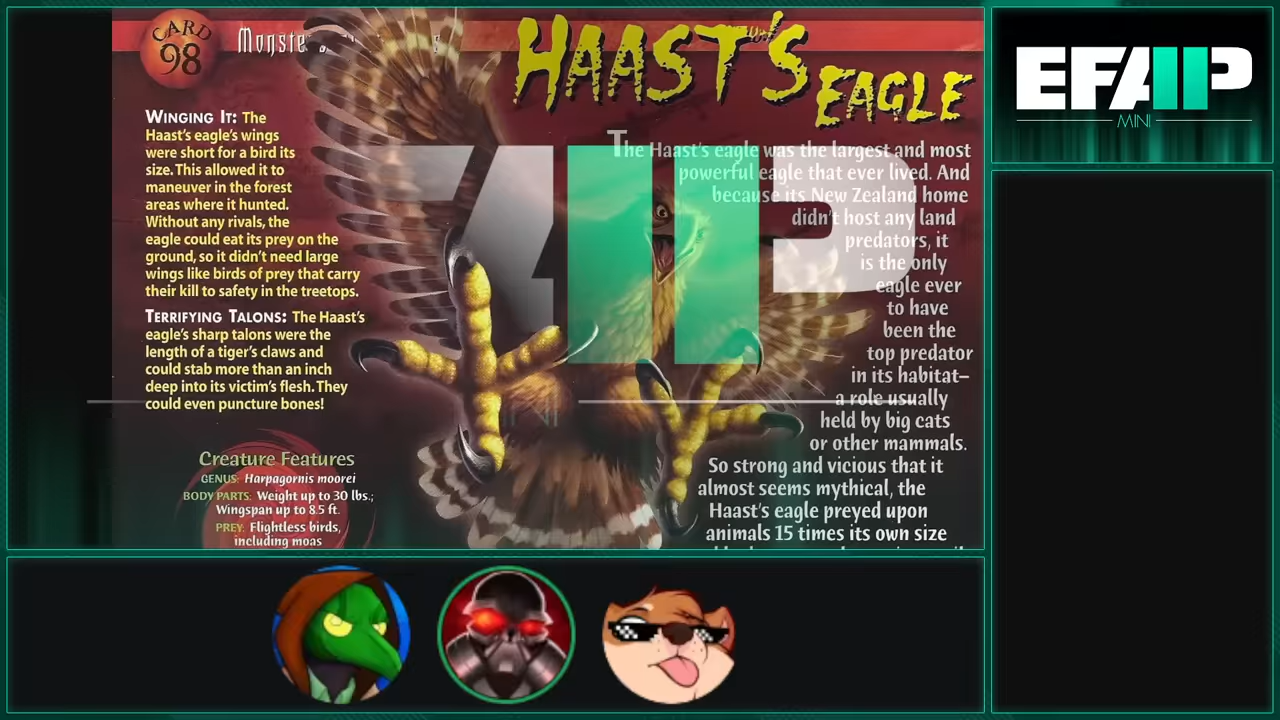 CARD
98
HAAST'S
EAGLE
WINGING IT: The
Haast's eagle's wings
were short for a bird its
size. This allowed it to
maneuver in the forest
areas where it hunted.
Without any rivals, the
eagle could eat its prey on the
ground, so it didn't need large
wings like birds of prey that carry
their kill to safety in the treetops.
TERRIFYING TALONS: The Haast's
eagle's sharp talons were the
length of a tiger's claws and
could stab more than an inch
deep into its victim's flesh. They
could even puncture bones!
Creature Features
GENUS: Harpagornis moorei
BODY PARTS: Weight up to 30 lbs.;
Wingspan up to 8.5 ft.
PREY: Flightless birds,
including moas
The Haast's eagle was the largest and most
powerful eagle that ever lived. And
because its New Zealand home
didn't host any land
predators, it
is the only
eagle ever
to have
been the
top predator
in its habitat–
a role usually
held by big cats
or other mammals.
So strong and vicious that it
almost seems mythical, the
Haast's eagle preyed upon
animals 15 times its own size
MINI
EFAP
MINI